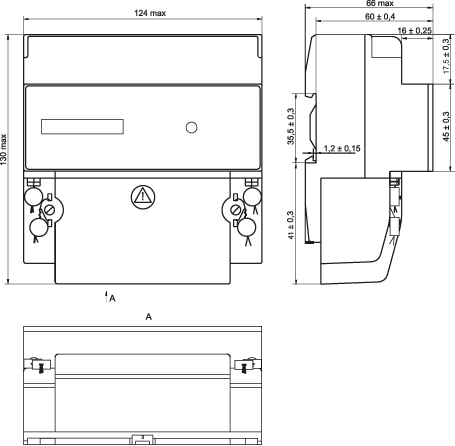 124 max
66 max
60 ± 0,4
16 ± 0,25
17,5 ± 0,3
130 max
35,5 ± 0,3
45 ± 0,3
1,2 ± 0,15
41 ± 0,3
A
A